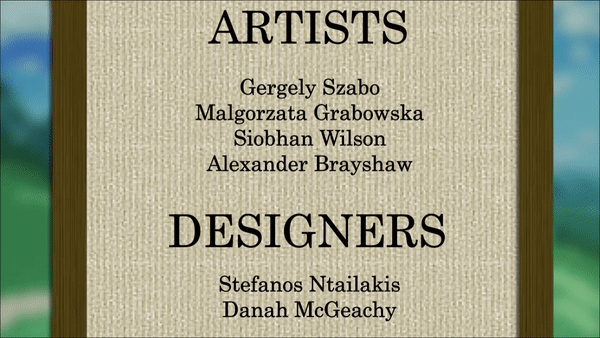 ARTISTS
Gergely Szabo
Malgorzata Grabowska
Siobhan Wilson
Alexander Brayshaw
DESIGNERS
Stefanos Ntailakis
Danah McGeachy